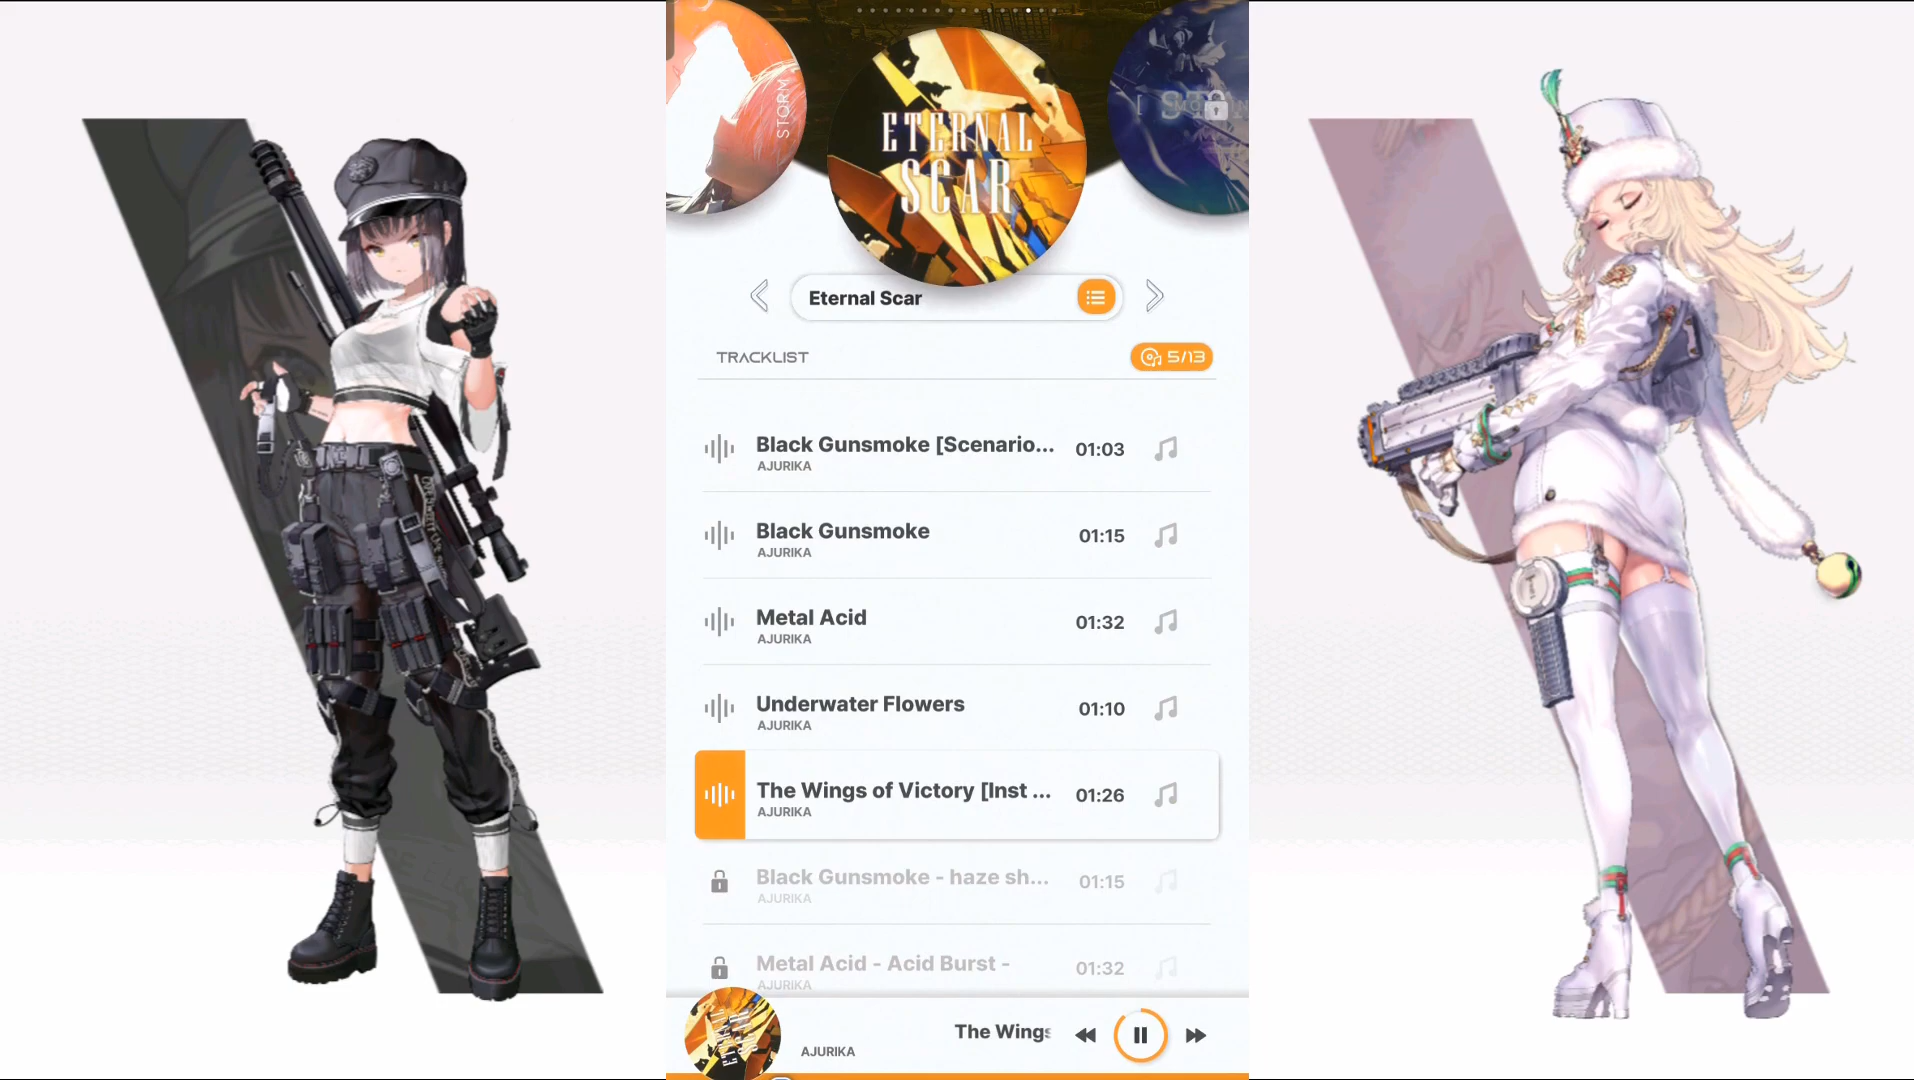 STORM
ETERNAL
SCAR
Eternal Scar
TRACKLIST
5/13
Black Gunsmoke [Scenario...
01:03
AJURIKA
Black Gunsmoke
01:15
AJURIKA
Metal Acid
01:32
AJURIKA
Underwater Flowers
01:10
AJURIKA
The Wings of Victory [Inst ...
01:26
AJURIKA
Black Gunsmoke - haze sh...
01:15
AJURIKA
Metal Acid - Acid Burst -
01:32
AJURIKA
The Wings
AJURIKA